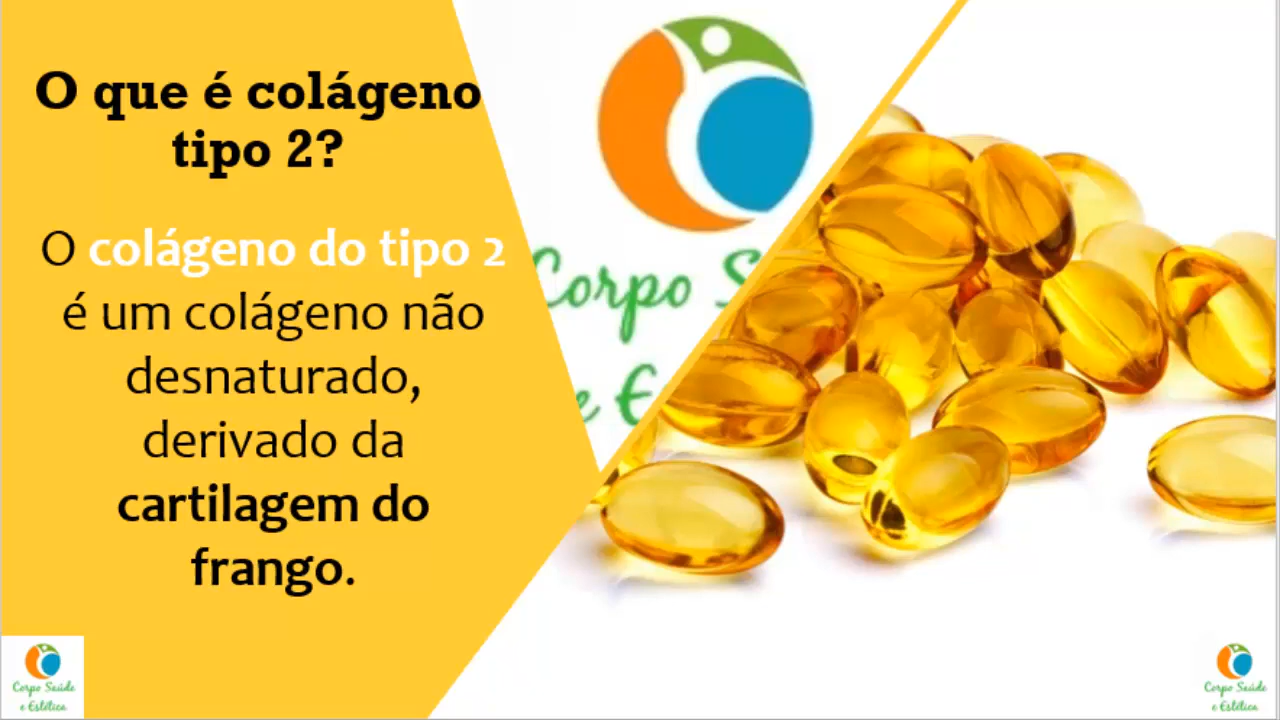 O que é colágeno
tipo 2?
O colágeno do tipo 2
é um colágeno não
desnaturado,
derivado da
cartilagem do
frango.
Corpo S
e E
Corpo Saúde
e Estética
Corpo Saúde
e Estética